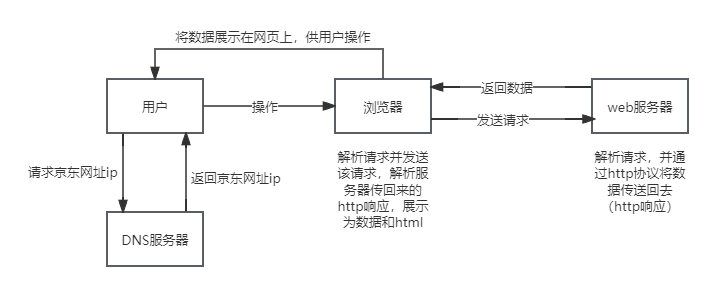 将数据展示在网页上，供用户操作
用户
操作
浏览器
返回数据
发送请求
web服务器
请求京东网址ip
返回京东网址ip
DNS服务器
解析请求并发送
该请求，解析服
务器传回来的
http响应，展示
为数据和html
解析请求，并通
过http协议将数
据传送回去
（http响应）